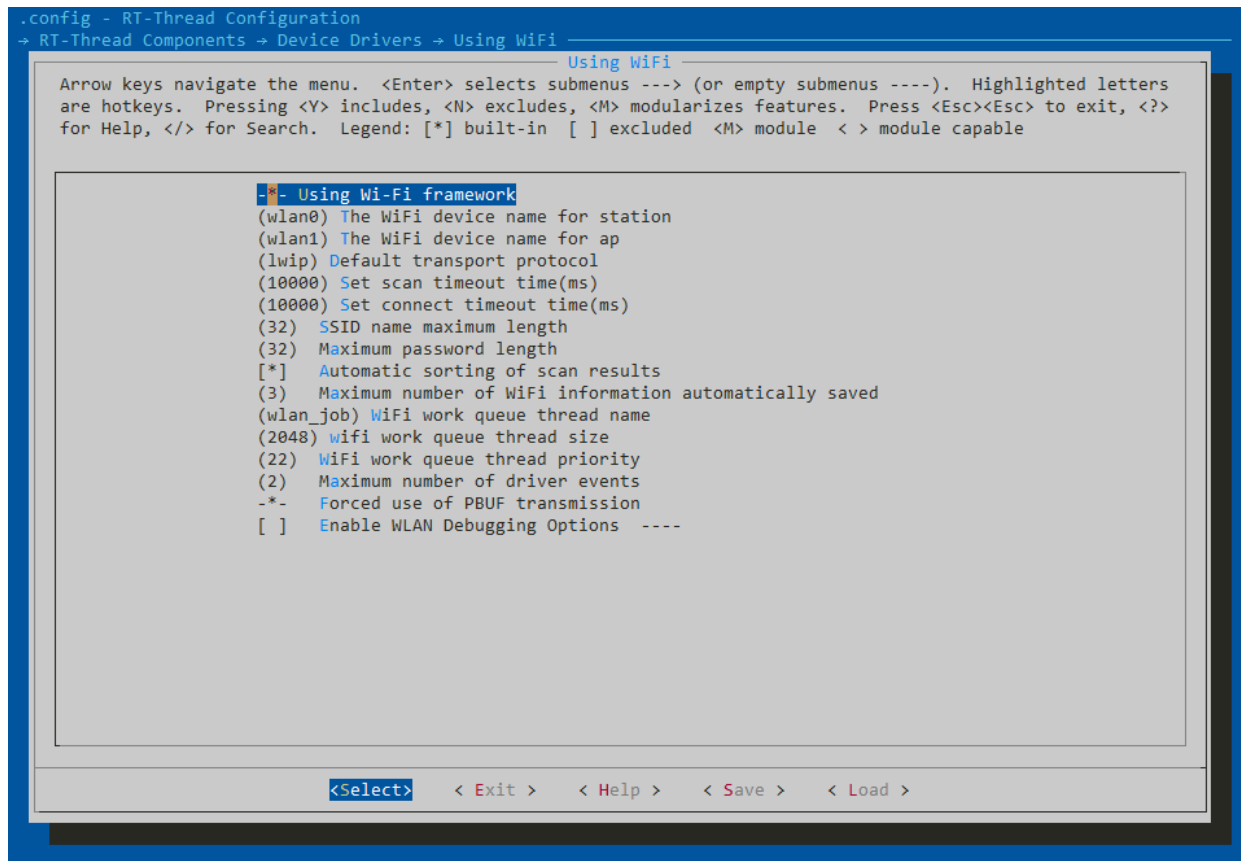 .config - RT-Thread Configuration
→ RT-Thread Components → Device Drivers → Using WiFi
Using WiFi
Arrow keys navigate the menu.  <Enter> selects submenus ---> (or empty submenus ----).  Highlighted letters
are hotkeys.  Pressing <Y> includes, <N> excludes, <M> modularizes features.  Press <Esc><Esc> to exit, <?>
for Help, </> for Search.  Legend: [*] built-in  [ ] excluded  <M> module  < > module capable
-*- Using Wi-Fi framework
(wlan0) The WiFi device name for station
(wlan1) The WiFi device name for ap
(lwip) Default transport protocol
(10000) Set scan timeout time(ms)
(10000) Set connect timeout time(ms)
(32)  SSID name maximum length
(32)  Maximum password length
[*]   Automatic sorting of scan results
(3)   Maximum number of WiFi information automatically saved
(wlan_job) WiFi work queue thread name
(2048) wifi work queue thread size
(22)  WiFi work queue thread priority
(2)   Maximum number of driver events
-*-   Forced use of PBUF transmission
[ ]   Enable WLAN Debugging Options  ----
<Select>    < Exit >    < Help >    < Save >    < Load >